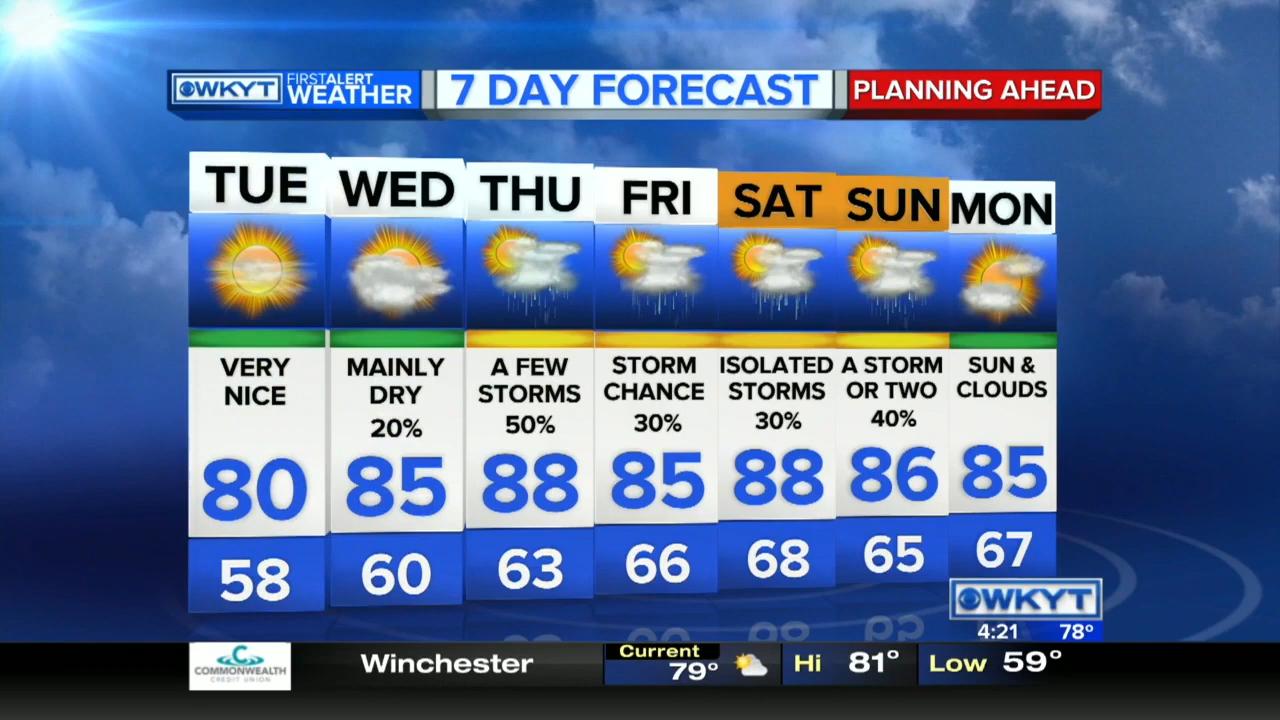 WKYT FIRST ALERT WEATHER 7 DAY FORECAST PLANNING AHEAD
TUE WED THU FRI SAT SUN MON
VERY NICE
MAINLY DRY
20%
A FEW STORMS
50%
STORM CHANCE
30%
ISOLATED STORMS
30%
A STORM OR TWO
40%
SUN & CLOUDS
80 85 88 85 88 86 85
58 60 63 66 68 65 67
WKYT
4:21 78°
COMMONWEALTH
CREDIT UNION
Winchester Current 79° Hi 81° Low 59°